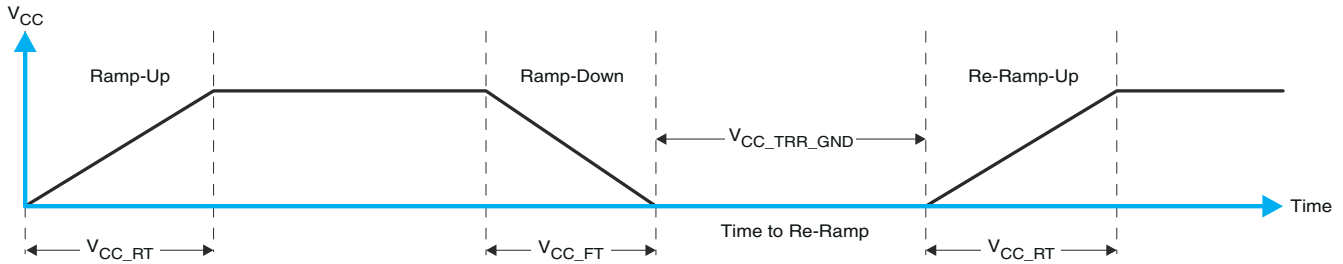 VCC
Ramp-Up
Ramp-Down
Re-Ramp-Up
VCC_TRR_GND
Time
Time to Re-Ramp
VCC_RT
VCC_FT
VCC_RT